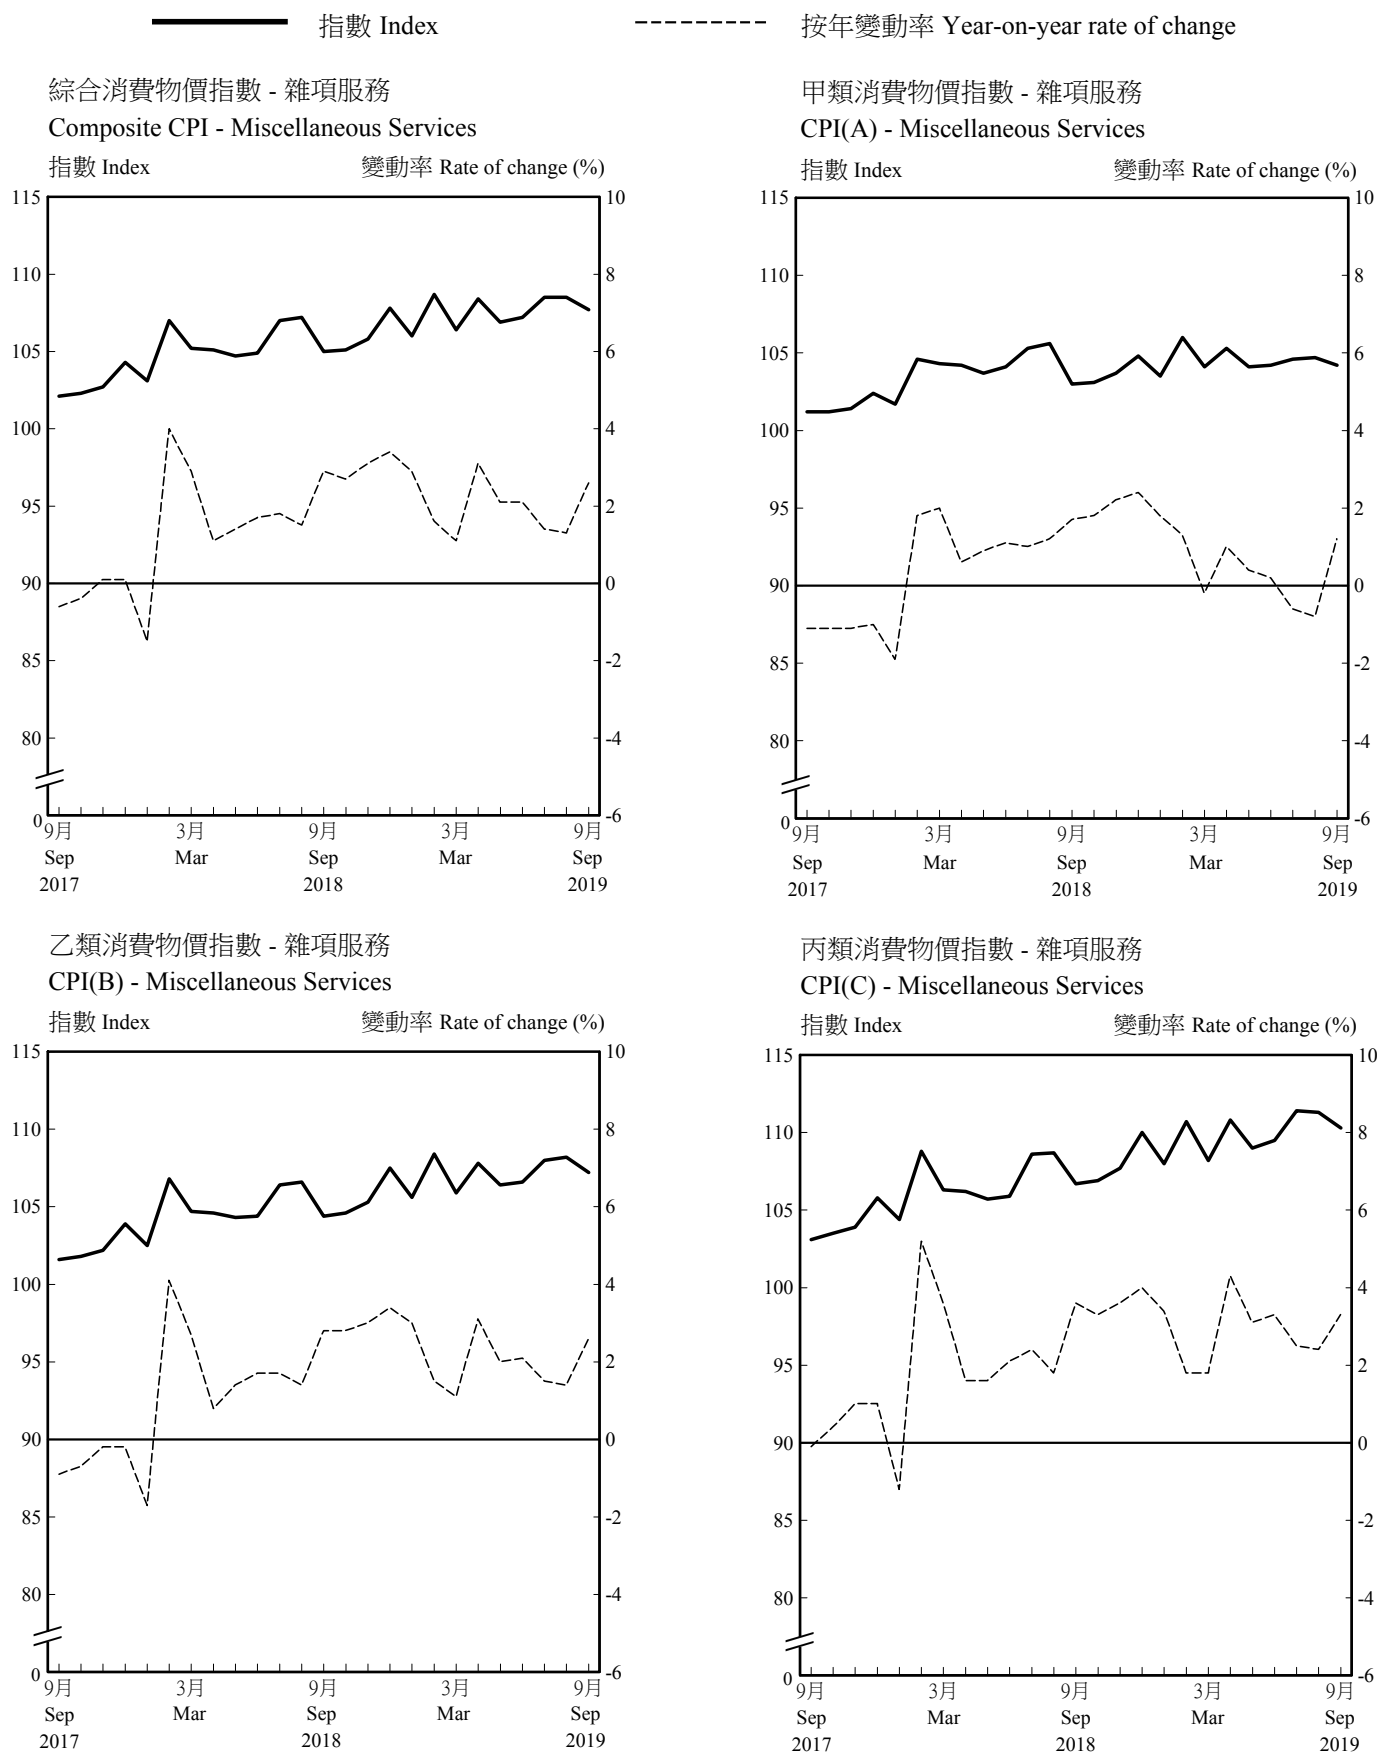 指數 Index
按年變動率 Year-on-year rate of change
綜合消費物價指數 - 雜項服務
Composite CPI - Miscellaneous Services
指數 Index 變動率 Rate of change (%)
115 10
110 8
105 6
100 4
95 2
90 0
85 -2
80 -4
0 -6
9月 3月 9月 3月 9月
Sep Mar Sep Mar Sep
2017 2018 2019
甲類消費物價指數 - 雜項服務
CPI(A) - Miscellaneous Services
指數 Index 變動率 Rate of change (%)
115 10
110 8
105 6
100 4
95 2
90 0
85 -2
80 -4
0 -6
9月 3月 9月 3月 9月
Sep Mar Sep Mar Sep
2017 2018 2019
乙類消費物價指數 - 雜項服務
CPI(B) - Miscellaneous Services
指數 Index 變動率 Rate of change (%)
115 10
110 8
105 6
100 4
95 2
90 0
85 -2
80 -4
0 -6
9月 3月 9月 3月 9月
Sep Mar Sep Mar Sep
2017 2018 2019
丙類消費物價指數 - 雜項服務
CPI(C) - Miscellaneous Services
指數 Index 變動率 Rate of change (%)
115 10
110 8
105 6
100 4
95 2
90 0
85 -2
80 -4
0 -6
9月 3月 9月 3月 9月
Sep Mar Sep Mar Sep
2017 2018 2019